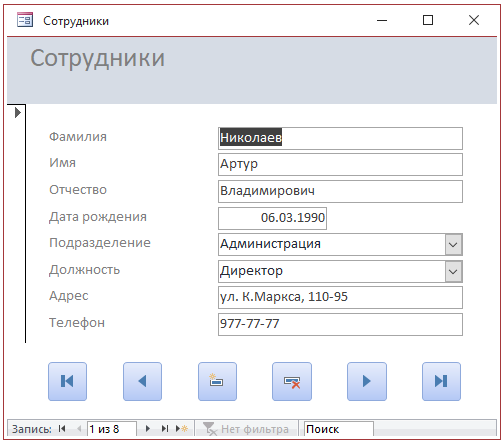 Сотрудники
Сотрудники
Фамилия Николаев
Имя Артур
Отчество Владимирович
Дата рождения 06.03.1990
Подразделение Администрация
Должность Директор
Адрес ул. К.Маркса, 110-95
Телефон 977-77-77
Запись: 1 из 8 Нет фильтра Поиск